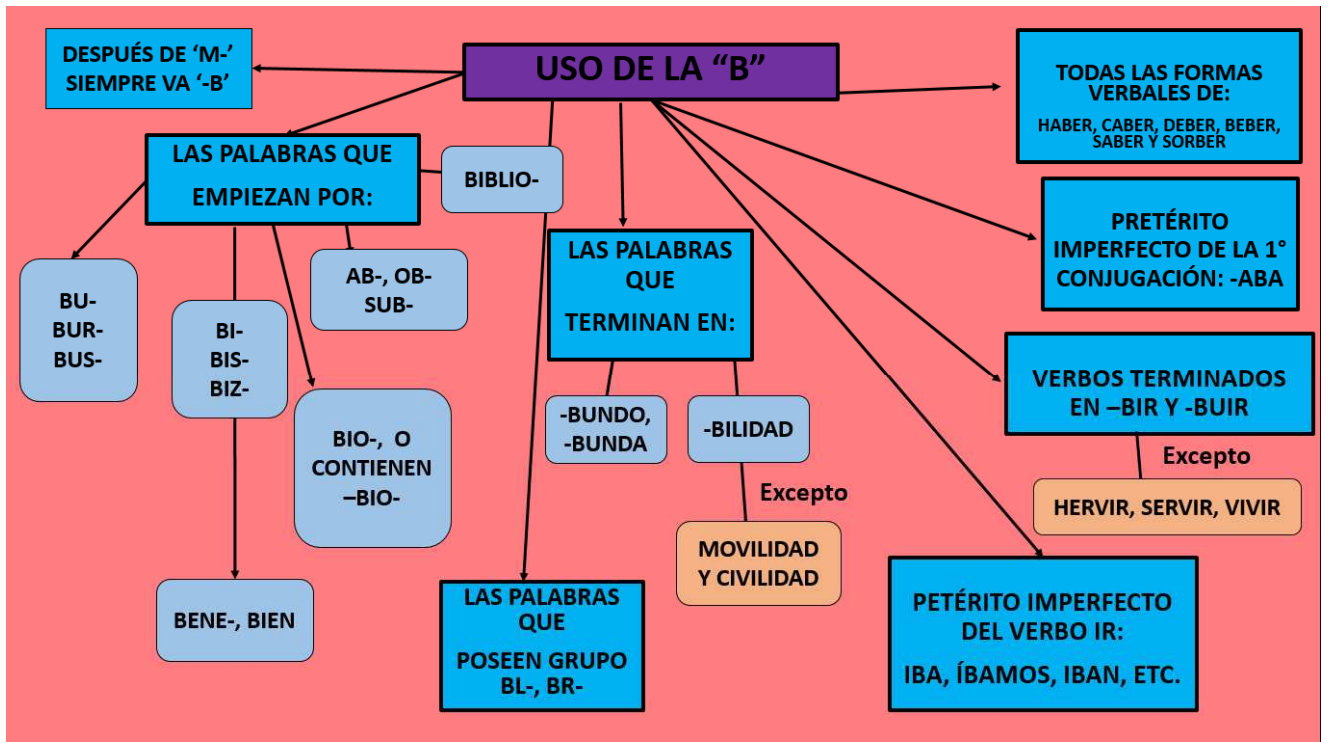 USO DE LA “B”
DESPUÉS DE ‘M-’
SIEMPRE VA ‘-B’
LAS PALABRAS QUE
EMPIEZAN POR:
BIBLIO-
BU-
BUR-
BUS-
BI-
BIS-
BIZ-
AB-, OB-
SUB-
BIO-, O
CONTIENEN
–BIO-
BENE-, BIEN
LAS PALABRAS
QUE
POSEEN GRUPO
BL-, BR-
LAS PALABRAS
QUE
TERMINAN EN:
-BUNDO,
-BUNDA
-BILIDAD
Excepto
MOVILIDAD
Y CIVILIDAD
TODAS LAS FORMAS
VERBALES DE:
HABER, CABER, DEBER, BEBER,
SABER Y SORBER
PRETÉRITO
IMPERFECTO DE LA 1°
CONJUGACIÓN: -ABA
VERBOS TERMINADOS
EN –BIR Y -BUIR
Excepto
HERVIR, SERVIR, VIVIR
PETÉRITO IMPERFECTO
DEL VERBO IR:
IBA, ÍBAMOS, IBAN, ETC.